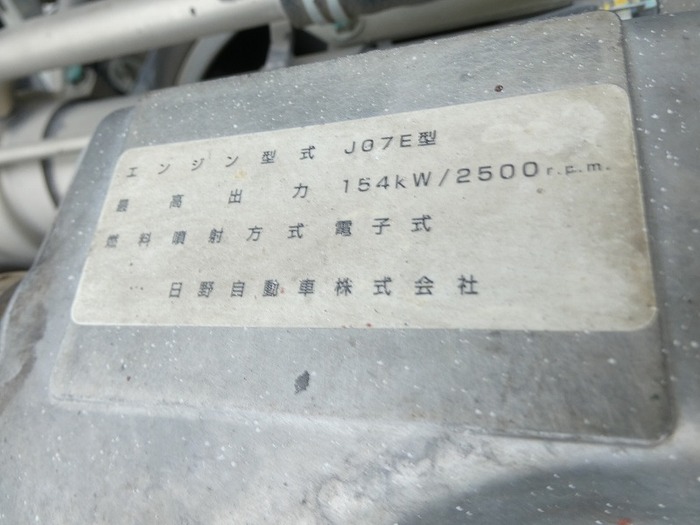 エンジン型式 J07E型
最高出力 154kW/2500r.p.m.
燃料噴射方式 電子式
… 日野自動車株式会社